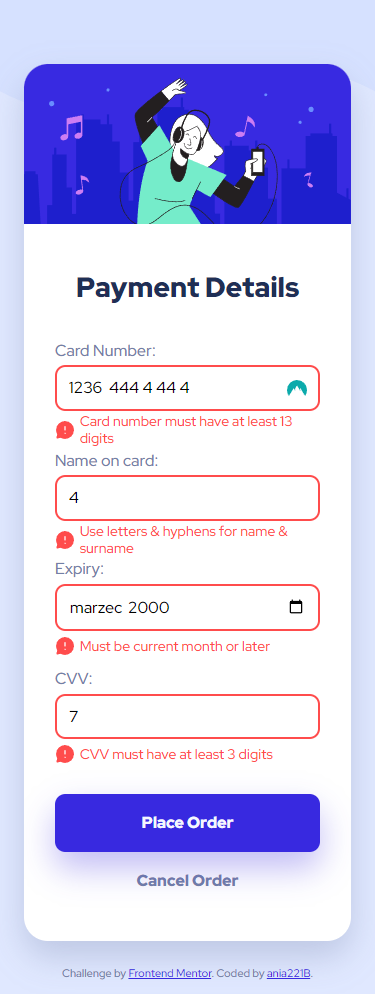 Payment Details
Card Number:
1236 444 4 44 4
Card number must have at least 13
digits
Name on card:
4
Use letters & hyphens for name &
surname
Expiry:
marzec 2000
Must be current month or later
CVV:
7
CVV must have at least 3 digits
Place Order
Cancel Order
Challenge by Frontend Mentor. Coded by ania221B.